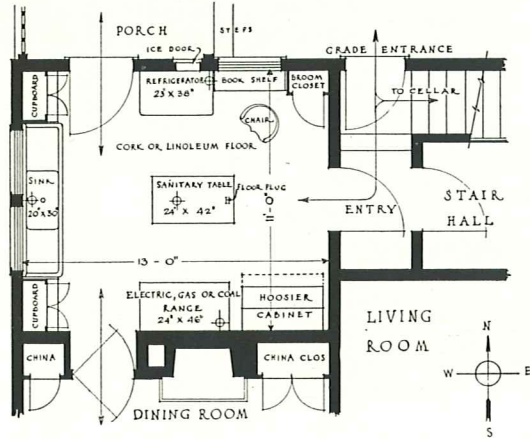 PORCH
STEPS
ICE DOOR
GRADE ENTRANCE
CUPBOARD
REFRIGERATOR
23" X 38"
BOOK SHELF
BROOM
CLOSET
TO CELLAR
CHAIR
CORK OR LINOLEUM FLOOR
SINK
20" X 30"
SANITARY TABLE
24" X 42"
FLOOR PLUG
11'-0"
ENTRY
STAIR
HALL
13 - 0"
CUPBOARD
ELECTRIC, GAS OR COAL
RANGE
24" X 46"
HOOSIER
CABINET
LIVING
ROOM
CHINA
CHINA CLOS
DINING ROOM
N
W
E
S